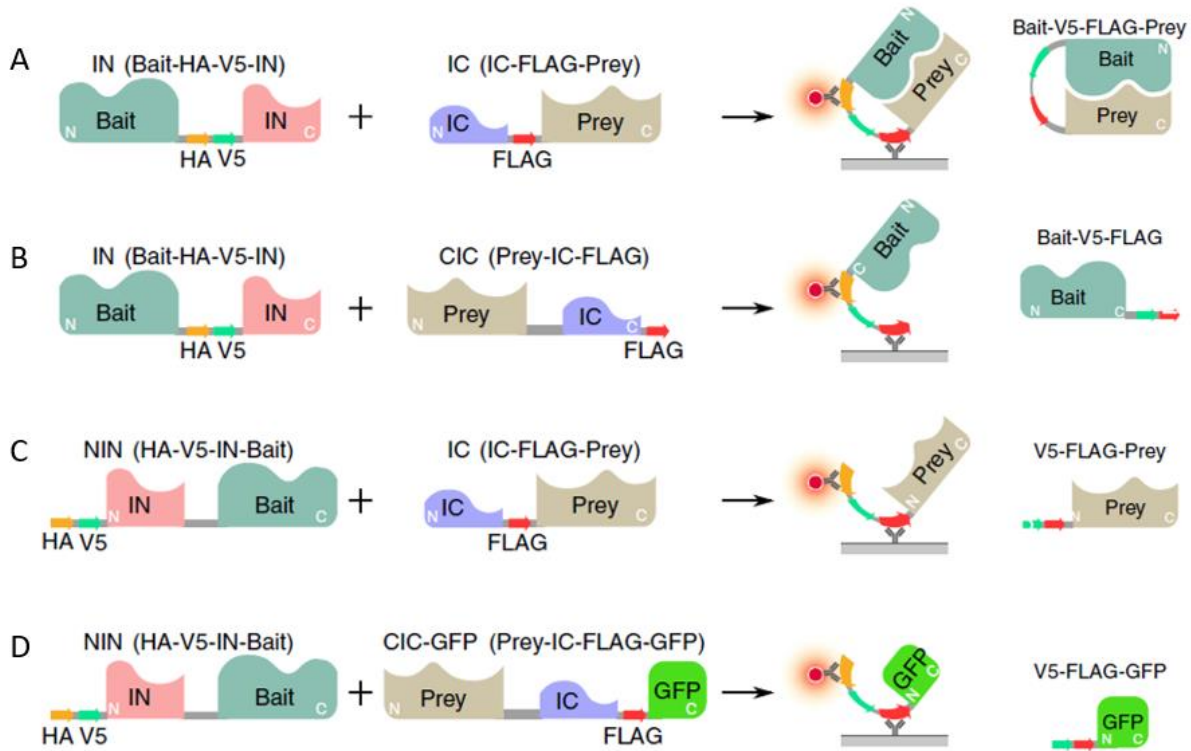 A
IN (Bait-HA-V5-IN)
IC (IC-FLAG-Prey)
Bait-V5-FLAG-Prey
N Bait IN C
HA V5
+
N IC Prey C
FLAG
Bait N
Prey C
Bait N
Prey C
B
IN (Bait-HA-V5-IN)
CIC (Prey-IC-FLAG)
Bait-V5-FLAG
N Bait IN C
HA V5
+
N Prey IC C
FLAG
C Bait N
N Bait C
C
NIN (HA-V5-IN-Bait)
IC (IC-FLAG-Prey)
V5-FLAG-Prey
N IN Bait C
HA V5
+
N IC Prey C
FLAG
N Prey C
N Prey C
D
NIN (HA-V5-IN-Bait)
CIC-GFP (Prey-IC-FLAG-GFP)
V5-FLAG-GFP
N IN Bait C
HA V5
+
N Prey IC GFP C
FLAG
N GFP C
GFP
N C